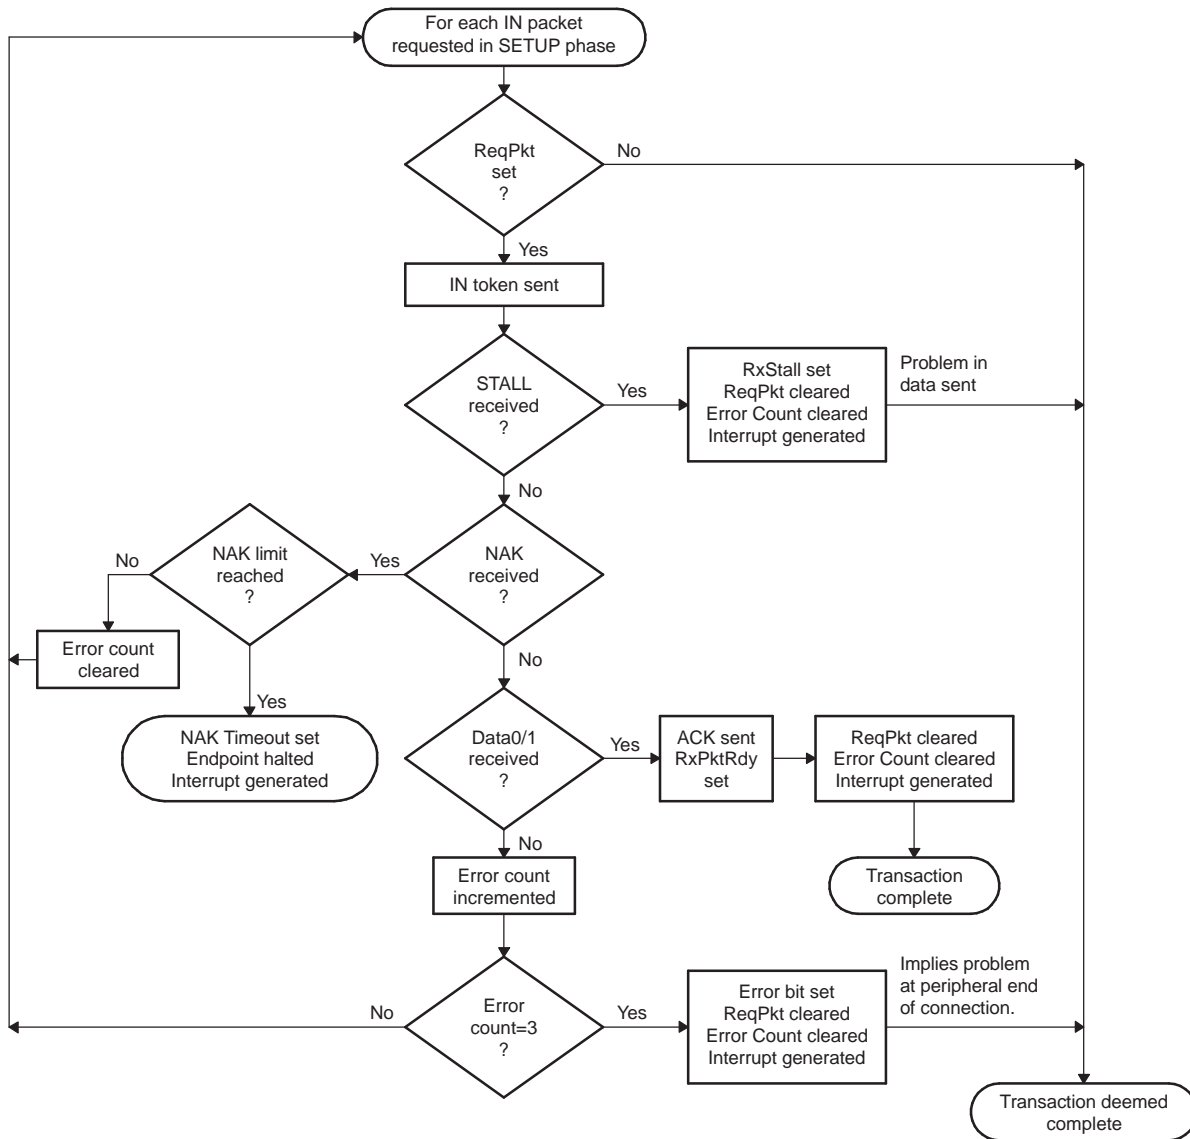 For each IN packet
requested in SETUP phase
ReqPkt
set
?
No
Yes
IN token sent
STALL
received
?
Yes
RxStall set
ReqPkt cleared
Error Count cleared
Interrupt generated
Problem in
data sent
No
NAK limit
reached
?
No
Yes
NAK
received
?
Error count
cleared
Yes
No
NAK Timeout set
Endpoint halted
Interrupt generated
Data0/1
received
?
Yes
ACK sent
RxPktRdy
set
ReqPkt cleared
Error Count cleared
Interrupt generated
No
Error count
incremented
Transaction
complete
Error
count=3
?
No
Yes
Error bit set
ReqPkt cleared
Error Count cleared
Interrupt generated
Implies problem
at peripheral end
of connection.
Transaction deemed
complete